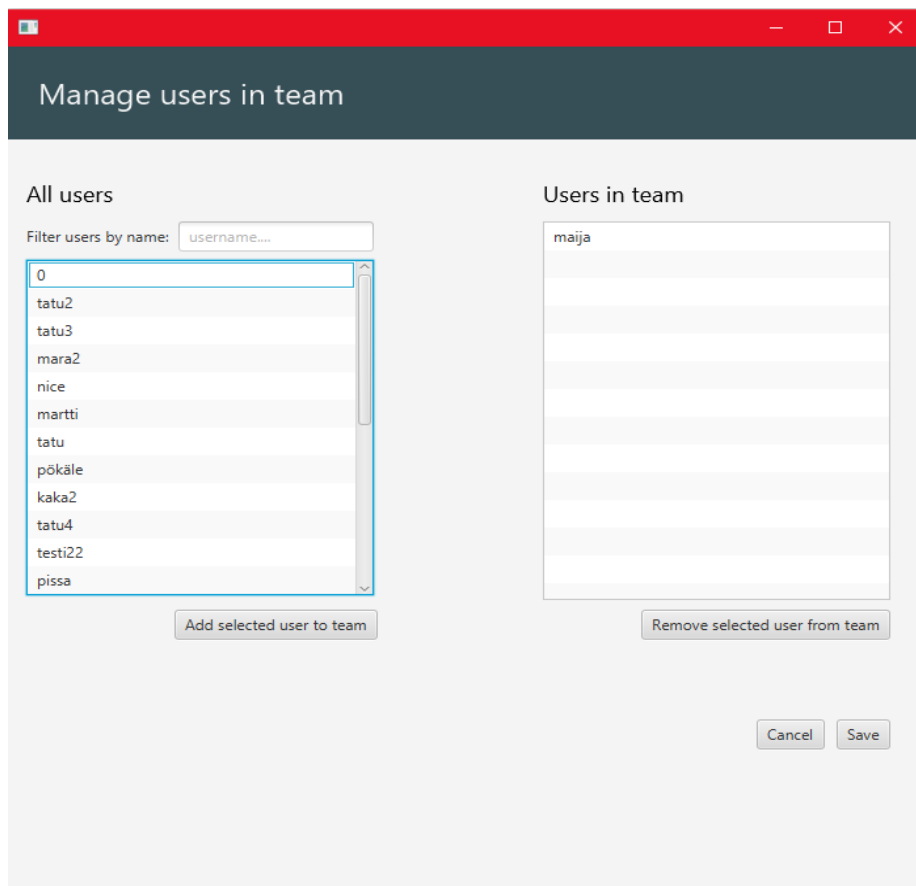 Manage users in team
All users
Filter users by name: username....
0
tatu2
tatu3
mara2
nice
martti
tatu
pökäle
kaka2
tatu4
testi22
pissa
Add selected user to team
Users in team
maija
Remove selected user from team
Cancel Save